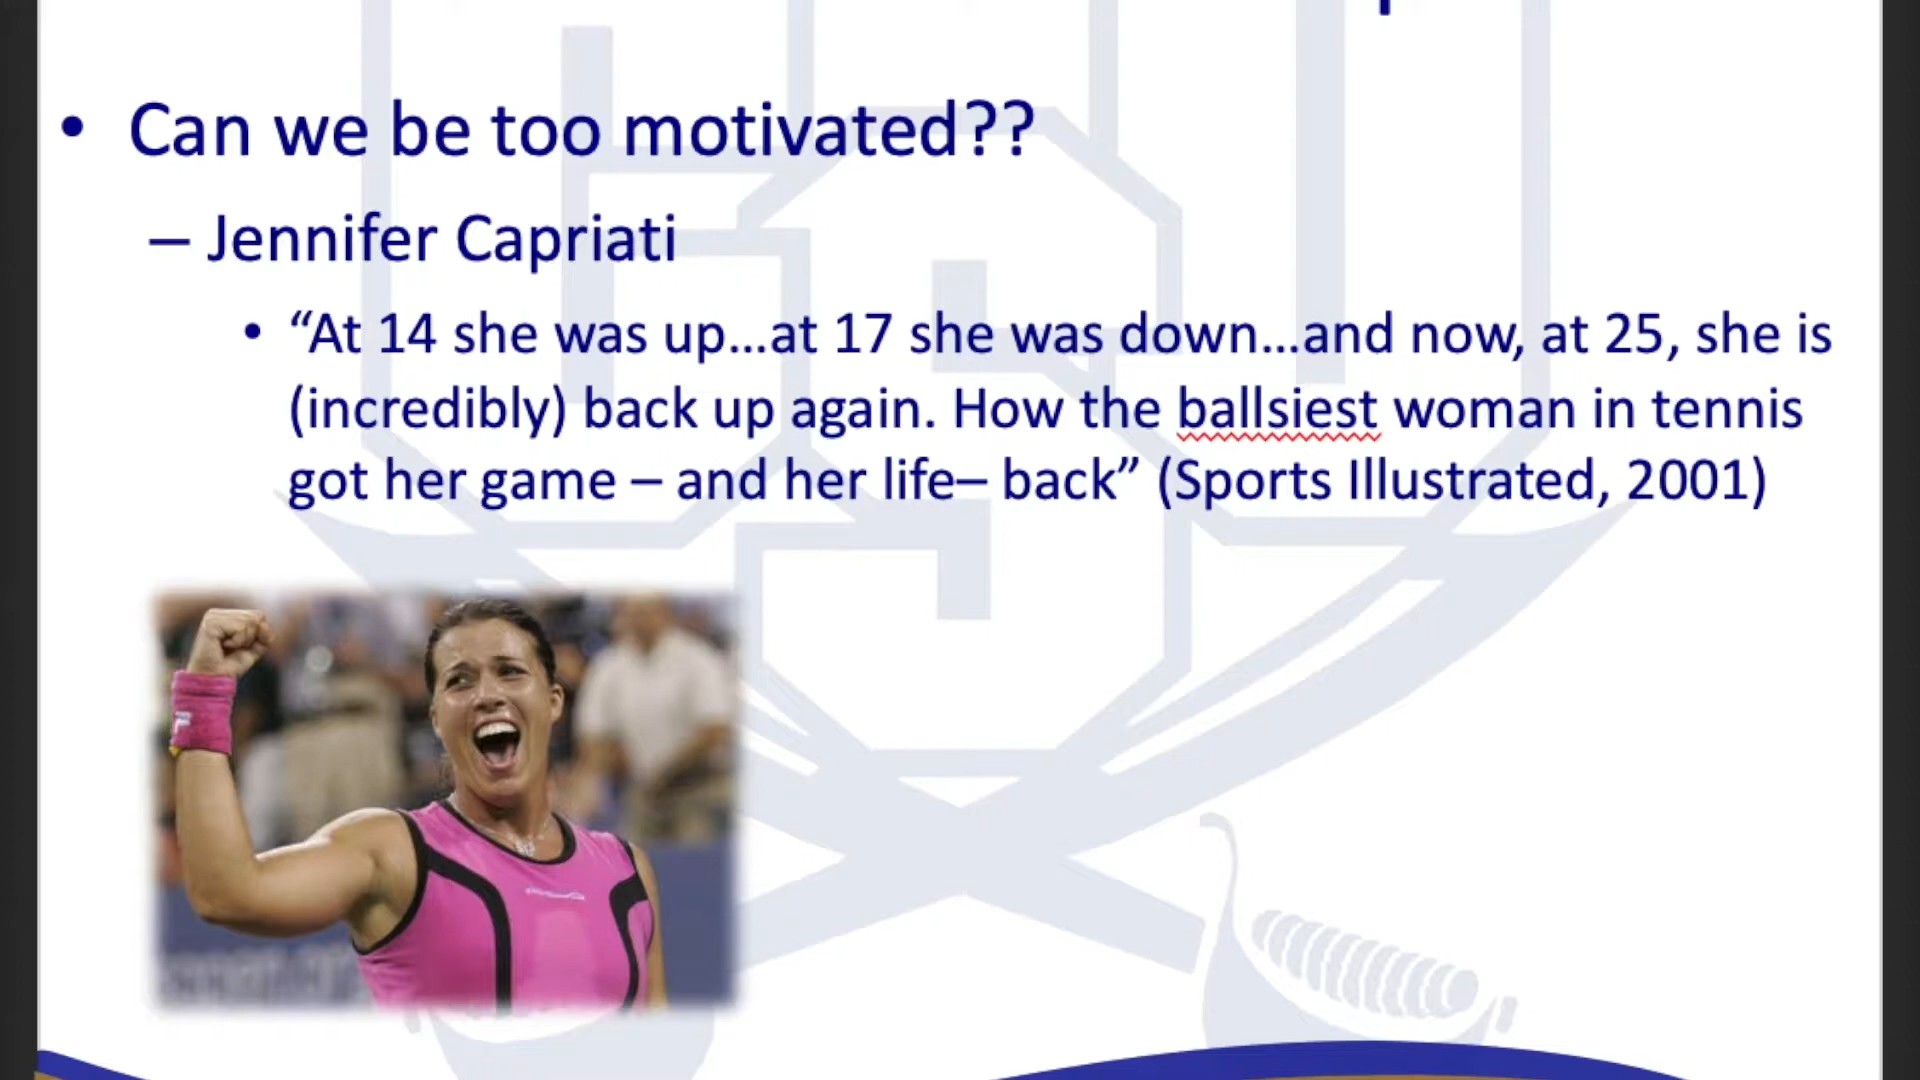 • Can we be too motivated??
– Jennifer Capriati
• “At 14 she was up...at 17 she was down...and now, at 25, she is
(incredibly) back up again. How the ballsiest woman in tennis
got her game – and her life– back” (Sports Illustrated, 2001)